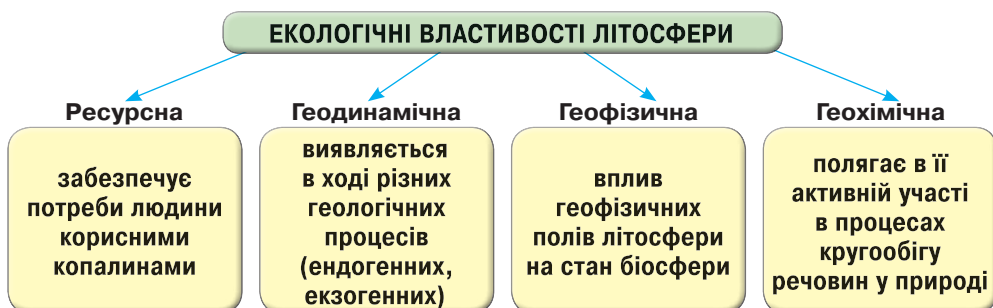 ЕКОЛОГІЧНІ ВЛАСТИВОСТІ ЛІТОСФЕРИ
Ресурсна
забезпечує
потреби людини
корисними
копалинами
Геодинамічна
виявляється
в ході різних
геологічних
процесів
(ендогенних,
екзогенних)
Геофізична
вплив
геофізичних
полів літосфери
на стан біосфери
Геохімічна
полягає в її
активній участі
в процесах
кругообігу
речовин у природі